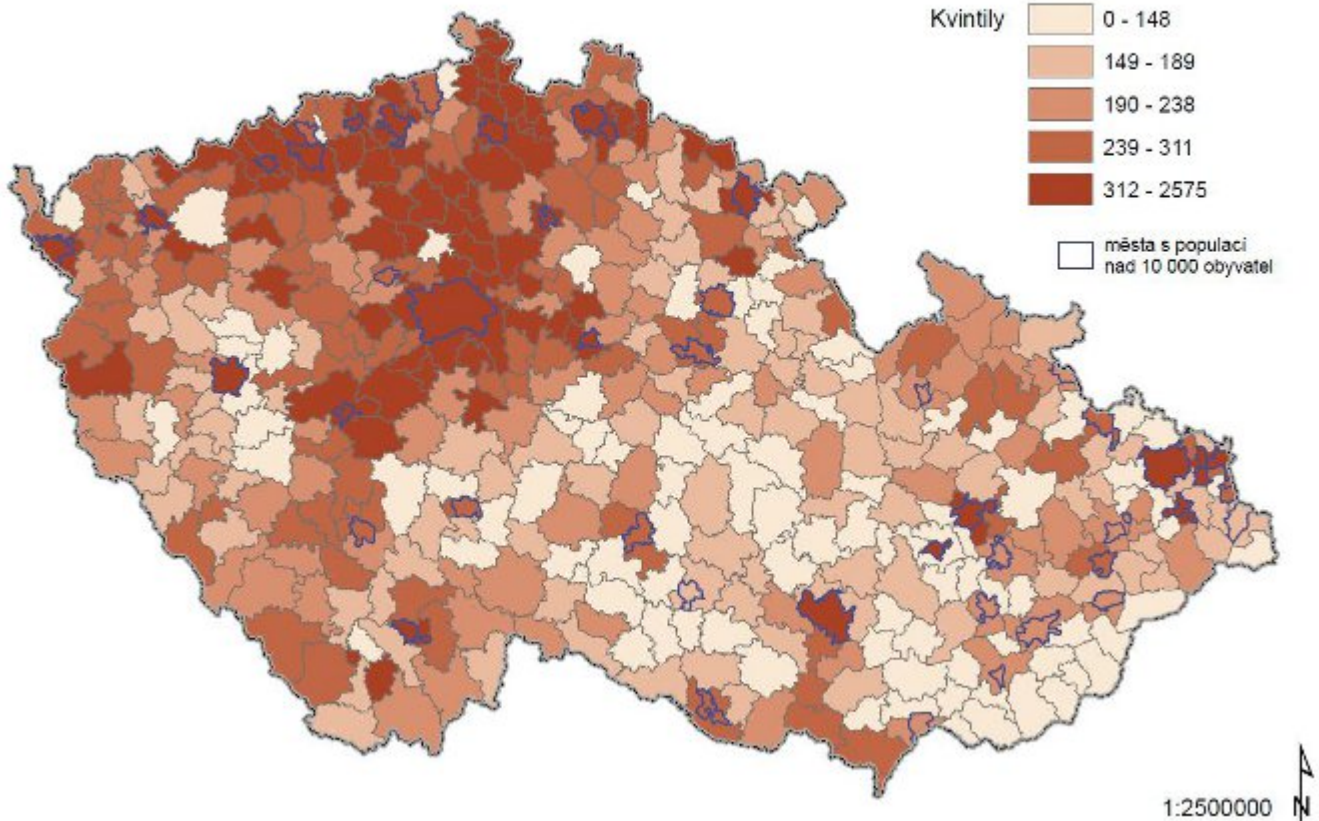 Kvintily
0 - 148
149 - 189
190 - 238
239 - 311
312 - 2575
města s populací
nad 10 000 obyvatel
1:2500000
N